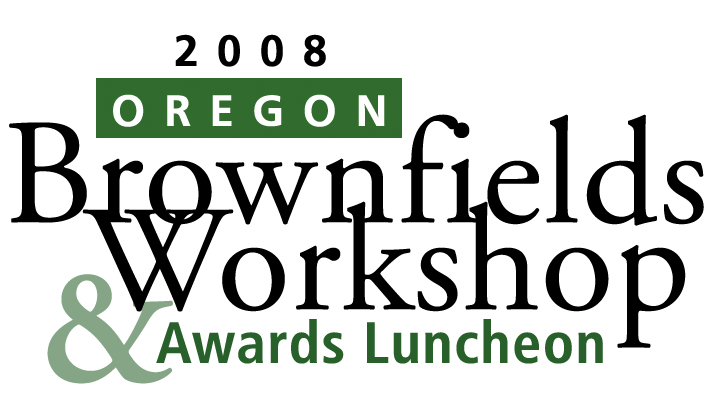 2008
OREGON
Brownfields
Workshop
& Awards Luncheon